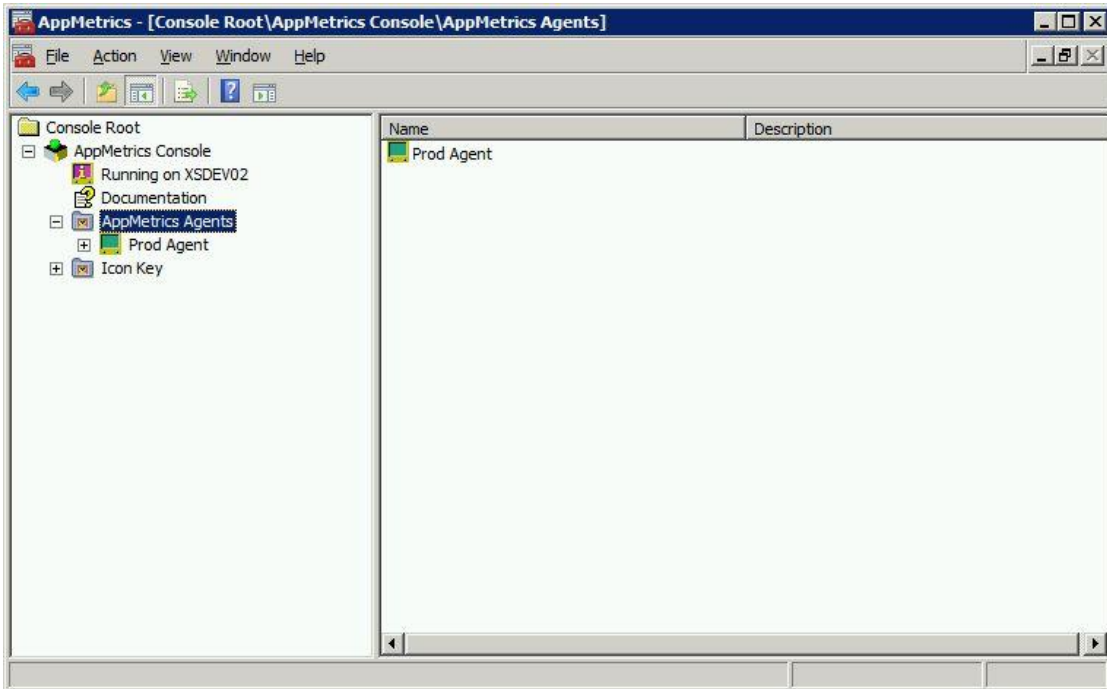 AppMetrics - [Console Root\AppMetrics Console\AppMetrics Agents]
File Action View Window Help
Console Root
AppMetrics Console
Running on XSDEV02
Documentation
AppMetrics Agents
Prod Agent
Icon Key
Name Description
Prod Agent